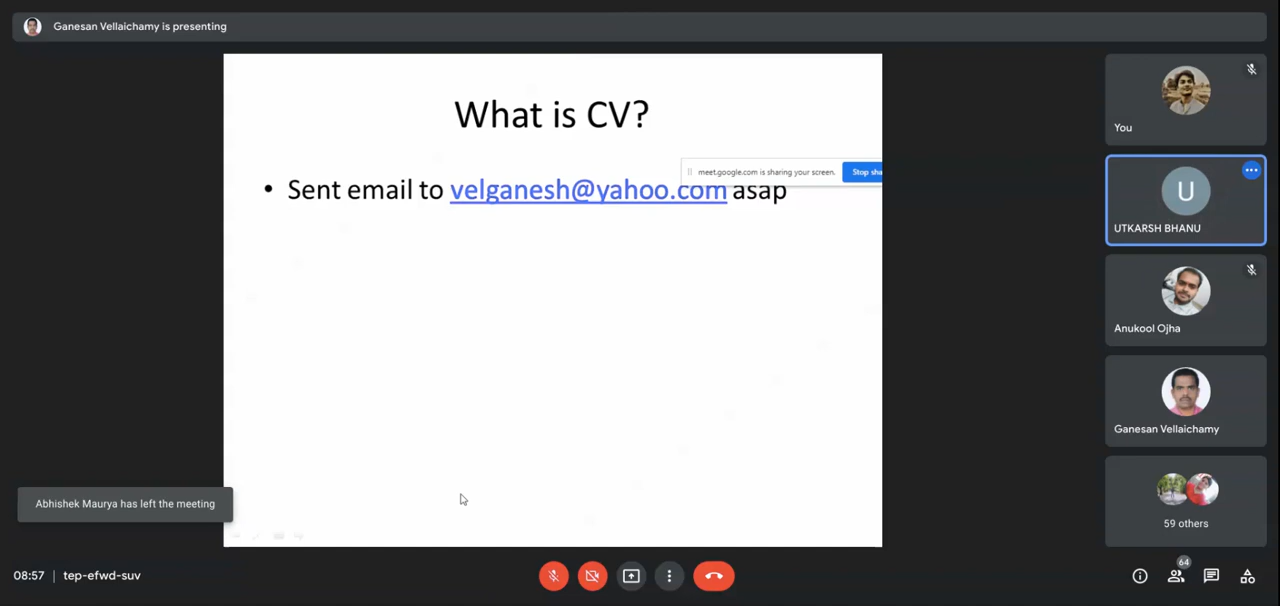 Ganesan Vellaichamy is presenting
What is CV?
meet.google.com is sharing your screen.
Stop sha
• Sent email to velganesh@yahoo.com asap
You
U
UTKARSH BHANU
Anukool Ojha
Ganesan Vellaichamy
59 others
Abhishek Maurya has left the meeting
08:57 | tep-efwd-suv
64